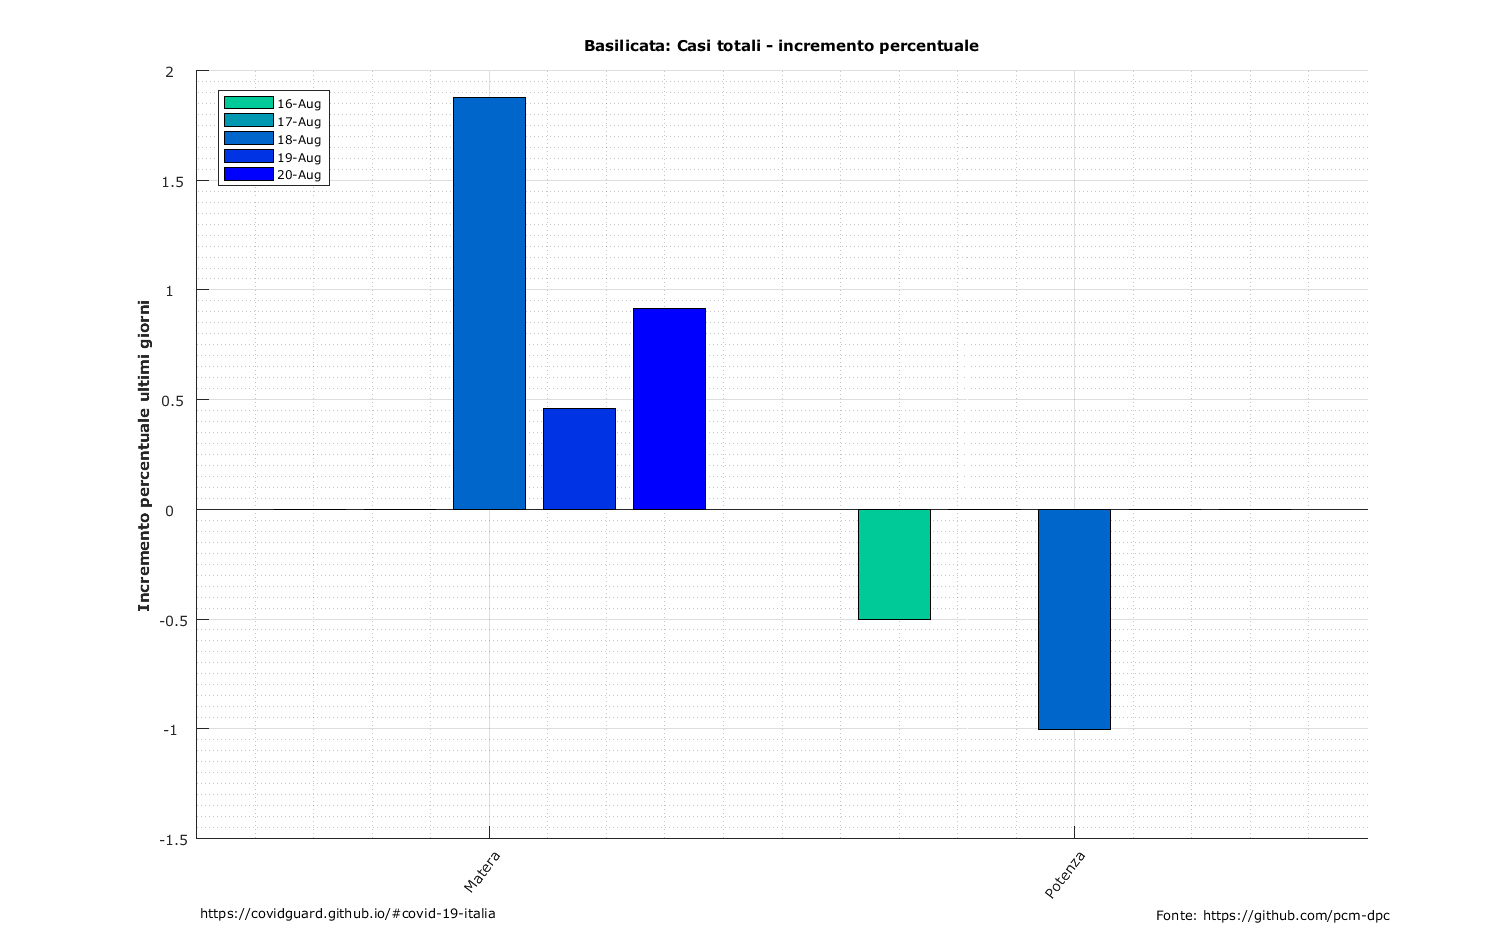 Basilicata: Casi totali - incremento percentuale
Incremento percentuale ultimi giorni
2
1.5
1
0.5
0
-0.5
-1
-1.5
16-Aug
17-Aug
18-Aug
19-Aug
20-Aug
Matera
Potenza
https://covidguard.github.io/#covid-19-italia
Fonte: https://github.com/pcm-dpc